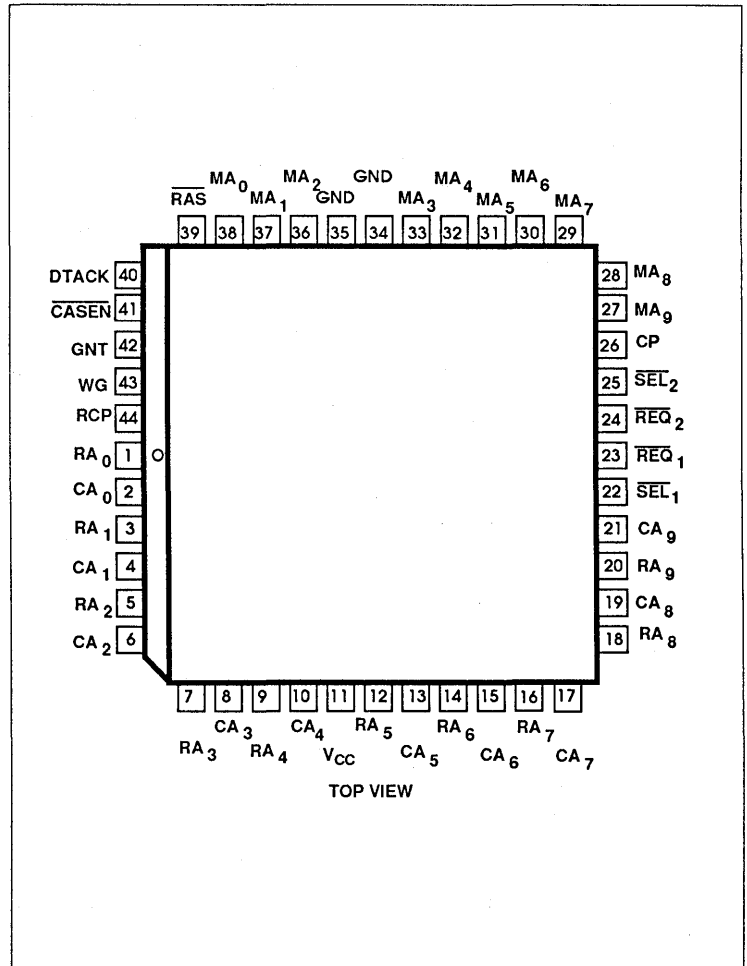 RAS MA0 MA1 MA2 GND GND MA3 MA4 MA5 MA6 MA7
39 38 37 36 35 34 33 32 31 30 29
DTACK 40
CASEN 41
GNT 42
WG 43
RCP 44
RA0 1
CA0 2
RA1 3
CA1 4
RA2 5
CA2 6
28 MA8
27 MA9
26 CP
25 SEL2
24 REQ2
23 REQ1
22 SEL1
21 CA9
20 RA9
19 CA8
18 RA8
7 8 9 10 11 12 13 14 15 16 17
RA3 CA3 RA4 CA4 VCC RA5 CA5 RA6 CA6 RA7 CA7
TOP VIEW